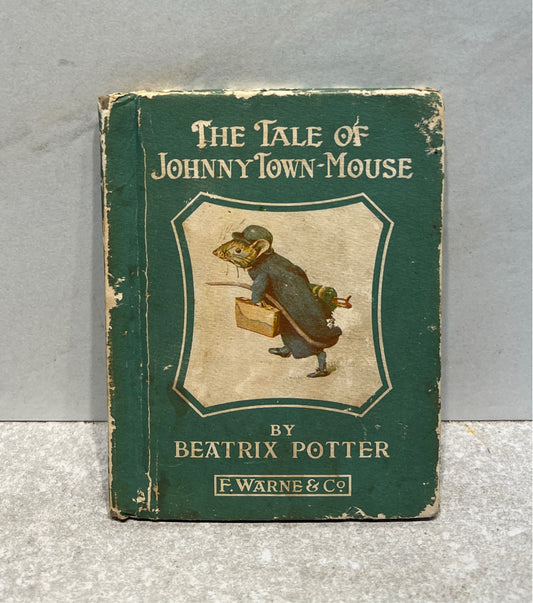 THE TALE OF
JOHNNY TOWN-MOUSE
BY
BEATRIX POTTER
F. WARNE & Co